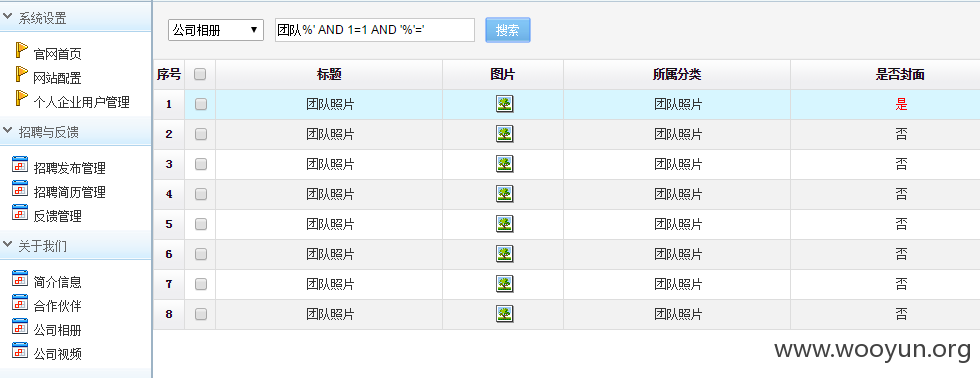 系统设置
官网首页
网站配置
个人企业用户管理
招聘与反馈
招聘发布管理
招聘简历管理
反馈管理
关于我们
简介信息
合作伙伴
公司相册
公司视频
公司相册 团队%' AND 1=1 AND '%'=' 搜索
序号 标题 图片 所属分类 是否封面
1 团队照片 团队照片 是
2 团队照片 团队照片 否
3 团队照片 团队照片 否
4 团队照片 团队照片 否
5 团队照片 团队照片 否
6 团队照片 团队照片 否
7 团队照片 团队照片 否
8 团队照片 团队照片 否
www.wooyun.org